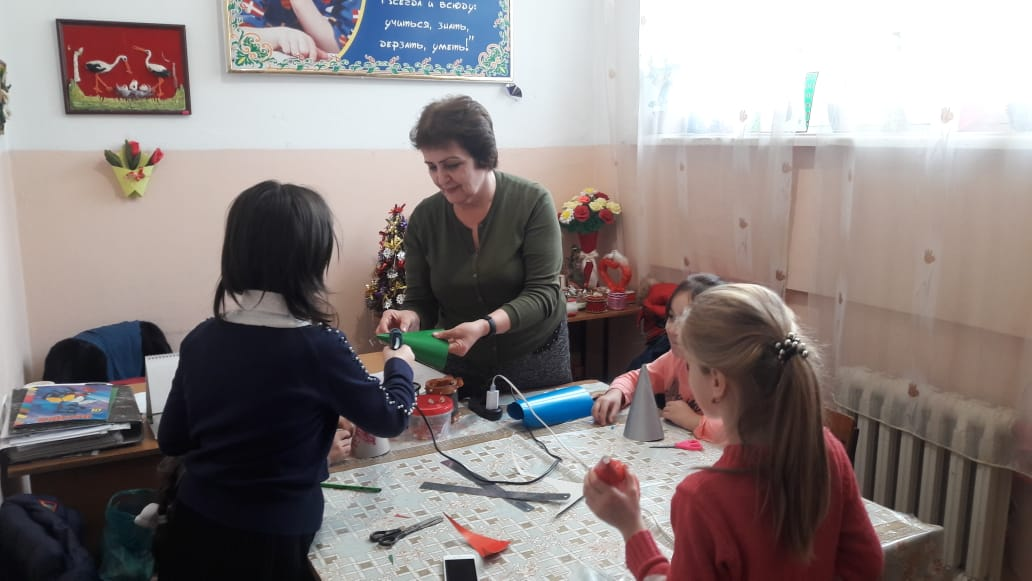 всегда и всюду:
учиться, знать,
дерзать, уметь!"